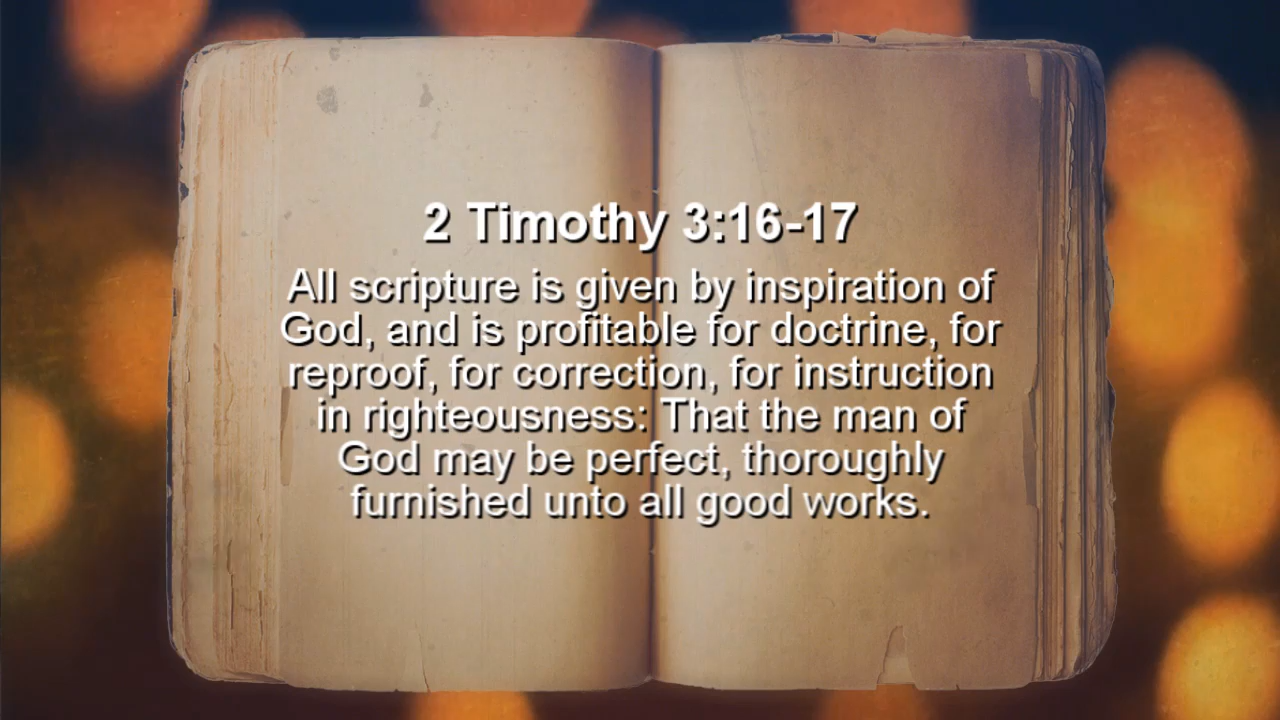 2 Timothy 3:16-17
All scripture is given by inspiration of
God, and is profitable for doctrine, for
reproof, for correction, for instruction
in righteousness: That the man of
God may be perfect, thoroughly
furnished unto all good works.